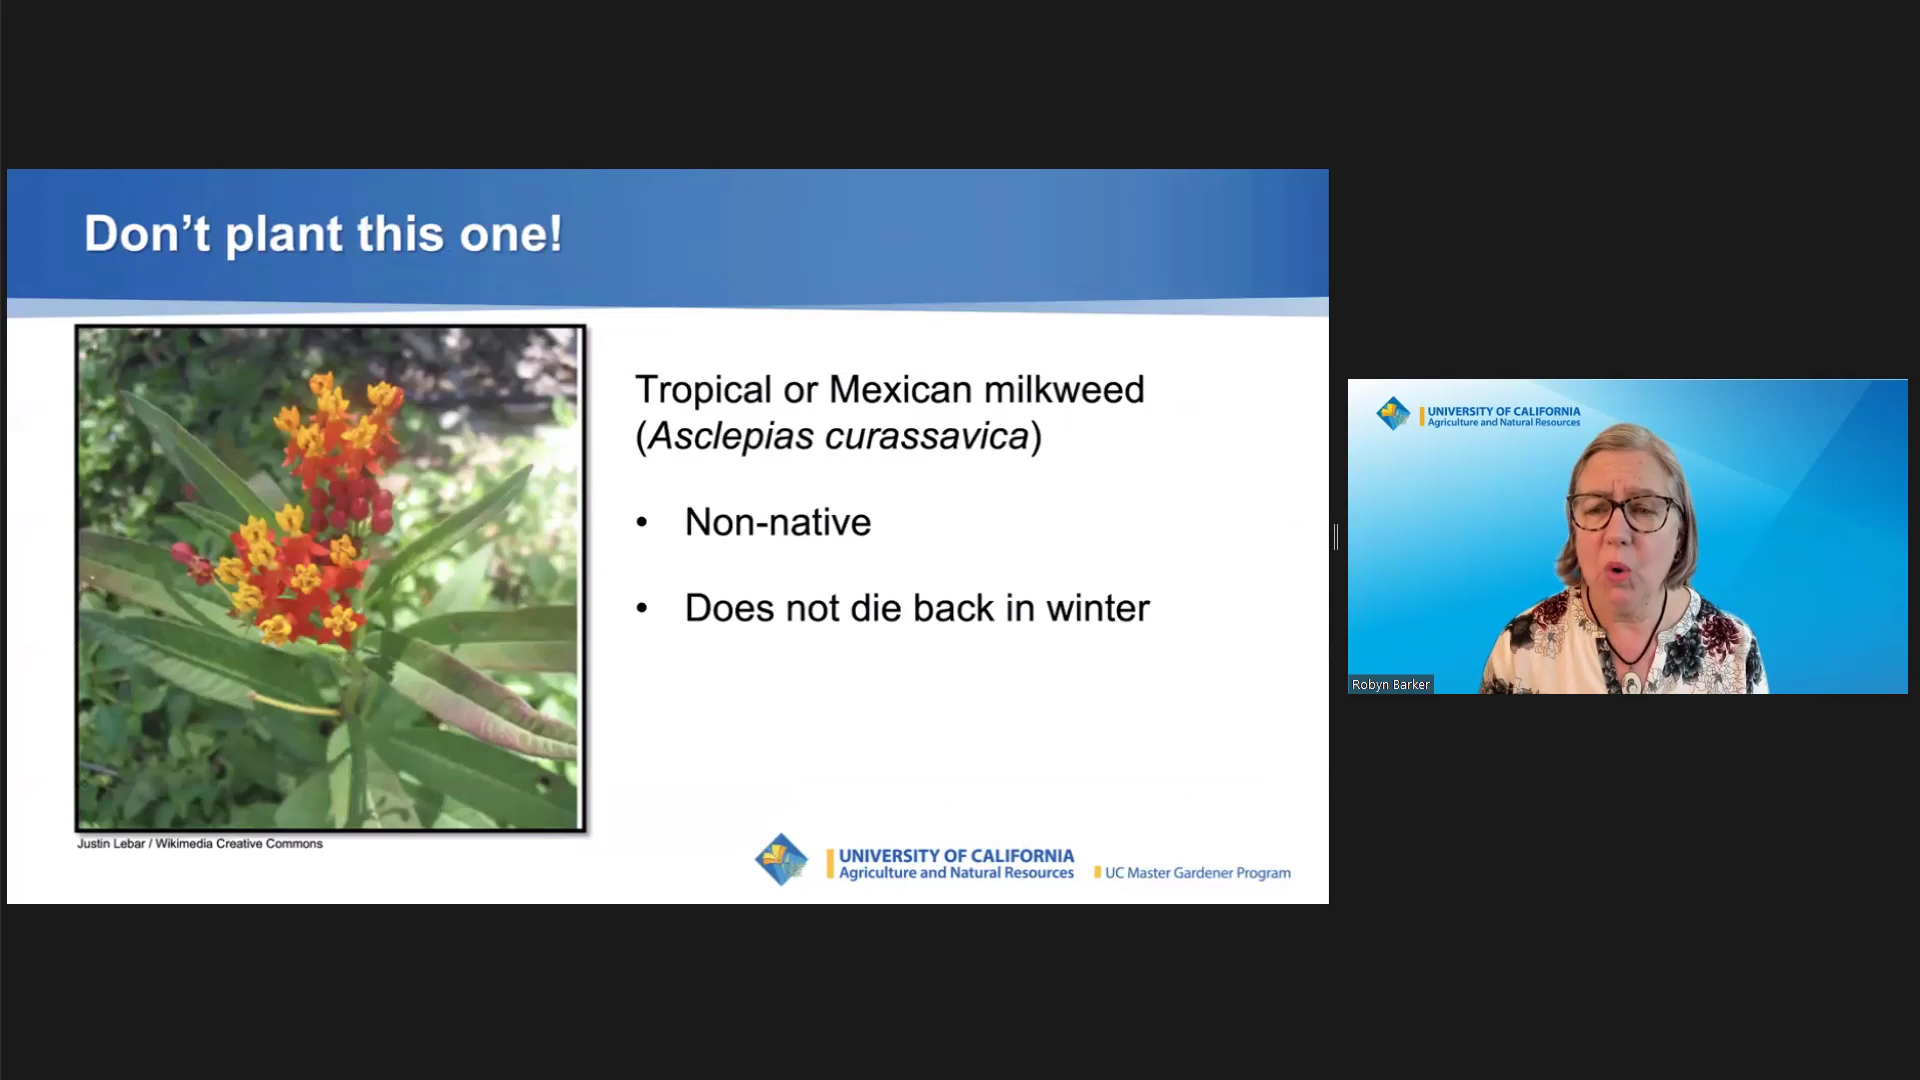 Don’t plant this one!
Tropical or Mexican milkweed
(Asclepias curassavica)
• Non-native
• Does not die back in winter
Justin Lebar / Wikimedia Creative Commons
UNIVERSITY OF CALIFORNIA
Agriculture and Natural Resources
UC Master Gardener Program
UNIVERSITY OF CALIFORNIA
Agriculture and Natural Resources
Robyn Barker